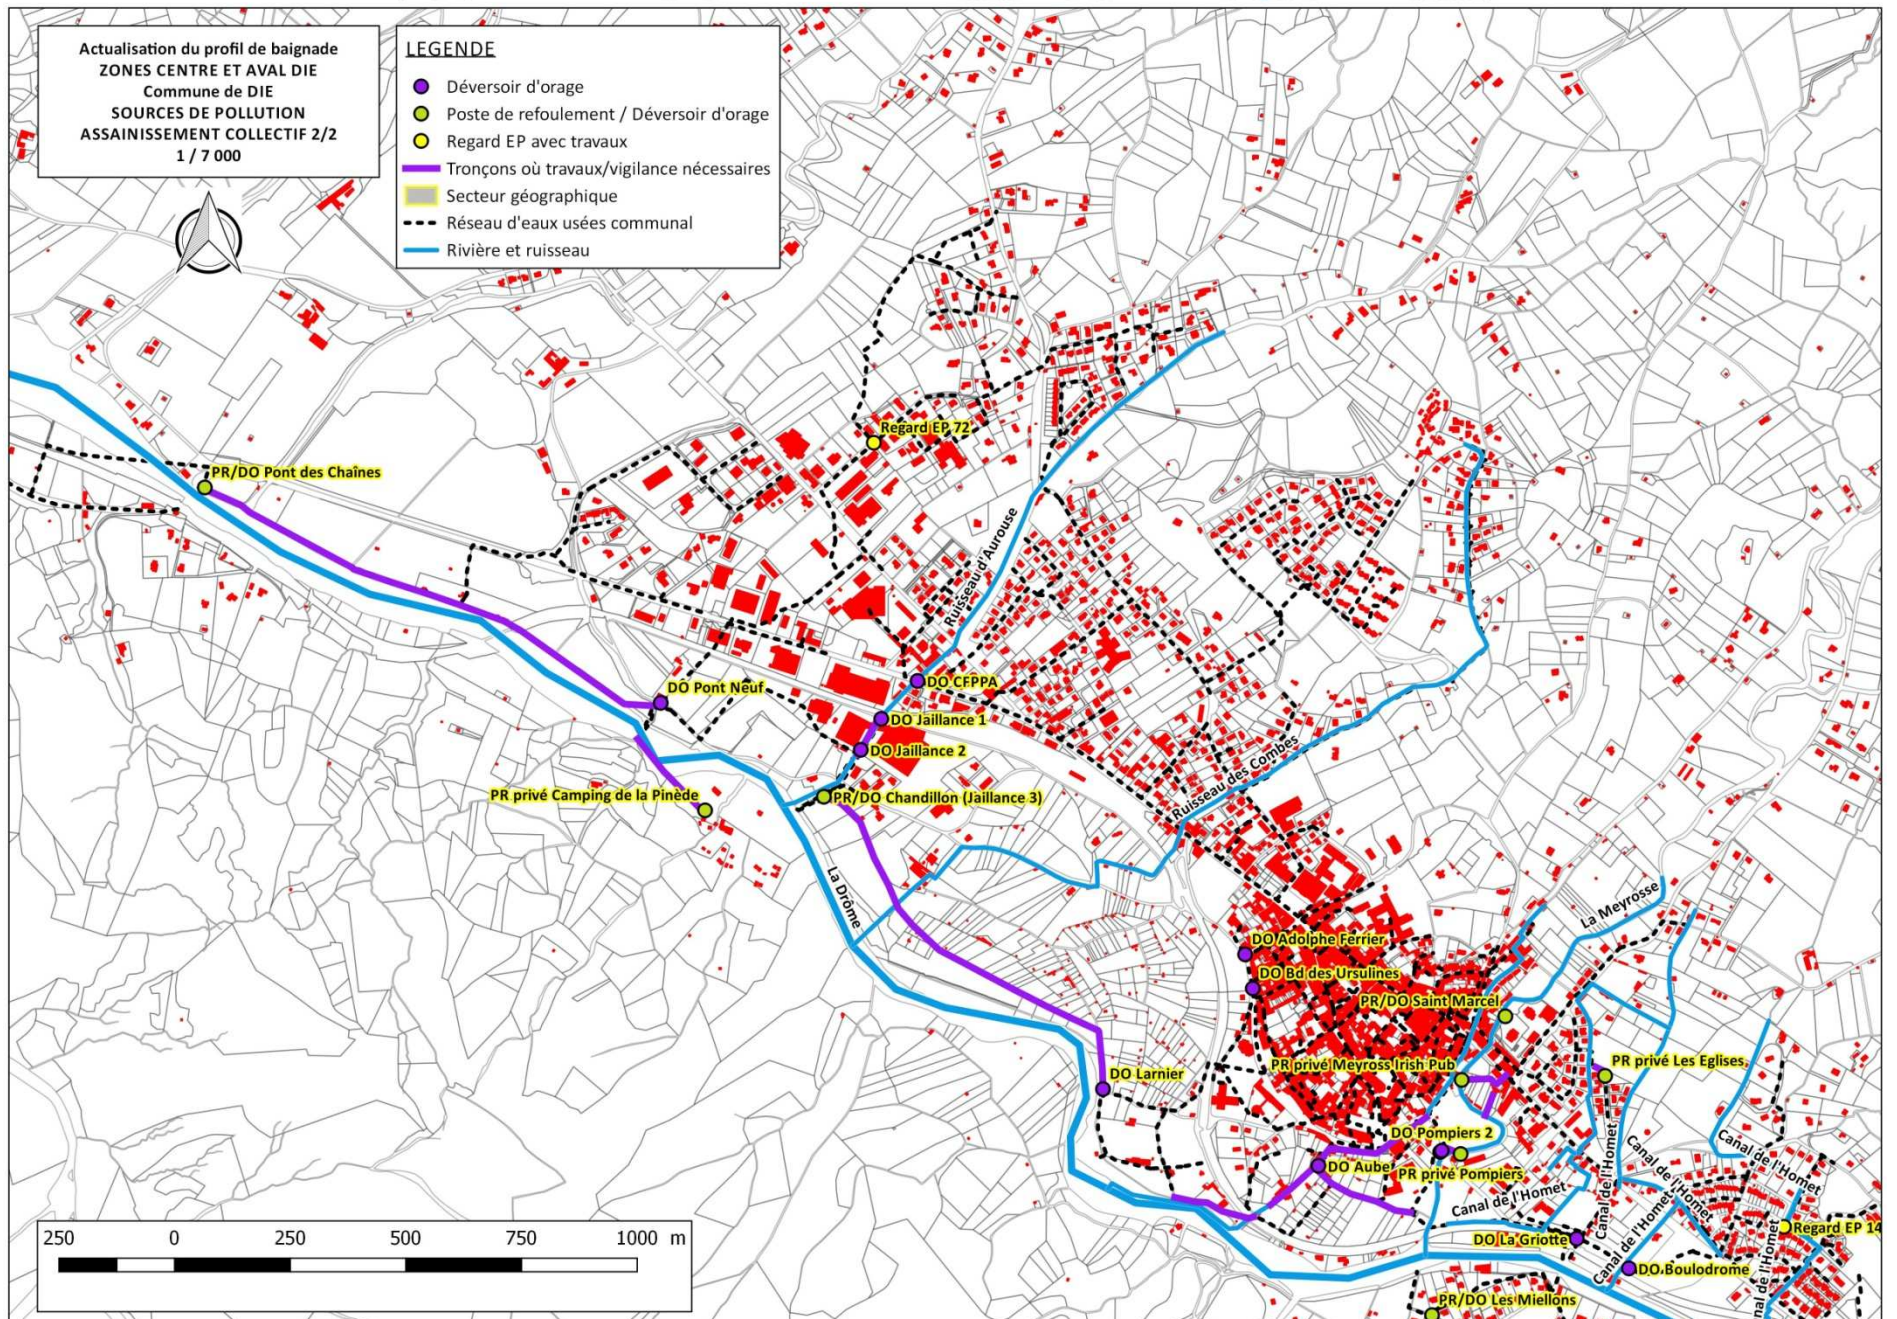 Actualisation du profil de baignade
ZONES CENTRE ET AVAL DIE
Commune de DIE
SOURCES DE POLLUTION
ASSAINISSEMENT COLLECTIF 2/2
1 / 7 000
LEGENDE
Déversoir d'orage
Poste de refoulement / Déversoir d'orage
Regard EP avec travaux
Tronçons où travaux/vigilance nécessaires
Secteur géographique
Réseau d'eaux usées communal
Rivière et ruisseau
Regard EP 72
PR/DO Pont des Chaînes
Ruisseau d'Aurouse
DO CFPPA
DO Pont Neuf
DO Jaillance 1
DO Jaillance 2
Ruisseau des Combes
PR privé Camping de la Pinède
PR/DO Chandillon (Jaillance 3)
La Drôme
La Meyrosse
DO Adolphe Ferrier
DO Bd des Ursulines
PR/DO Saint Marcel
PR privé Meyross Irish Pub
PR privé Les Eglises
DO Larnier
DO Pompiers 2
DO Aube
PR privé Pompiers
Canal de l'Homet
Canal de l'Homet
Canal de l'Homet
Canal de l'Homet
Canal de l'Homet
Regard EP 14
DO La Griotte
DO Boulodrome
nal de l'Homet
PR/DO Les Miellons
250 0 250 500 750 1000 m